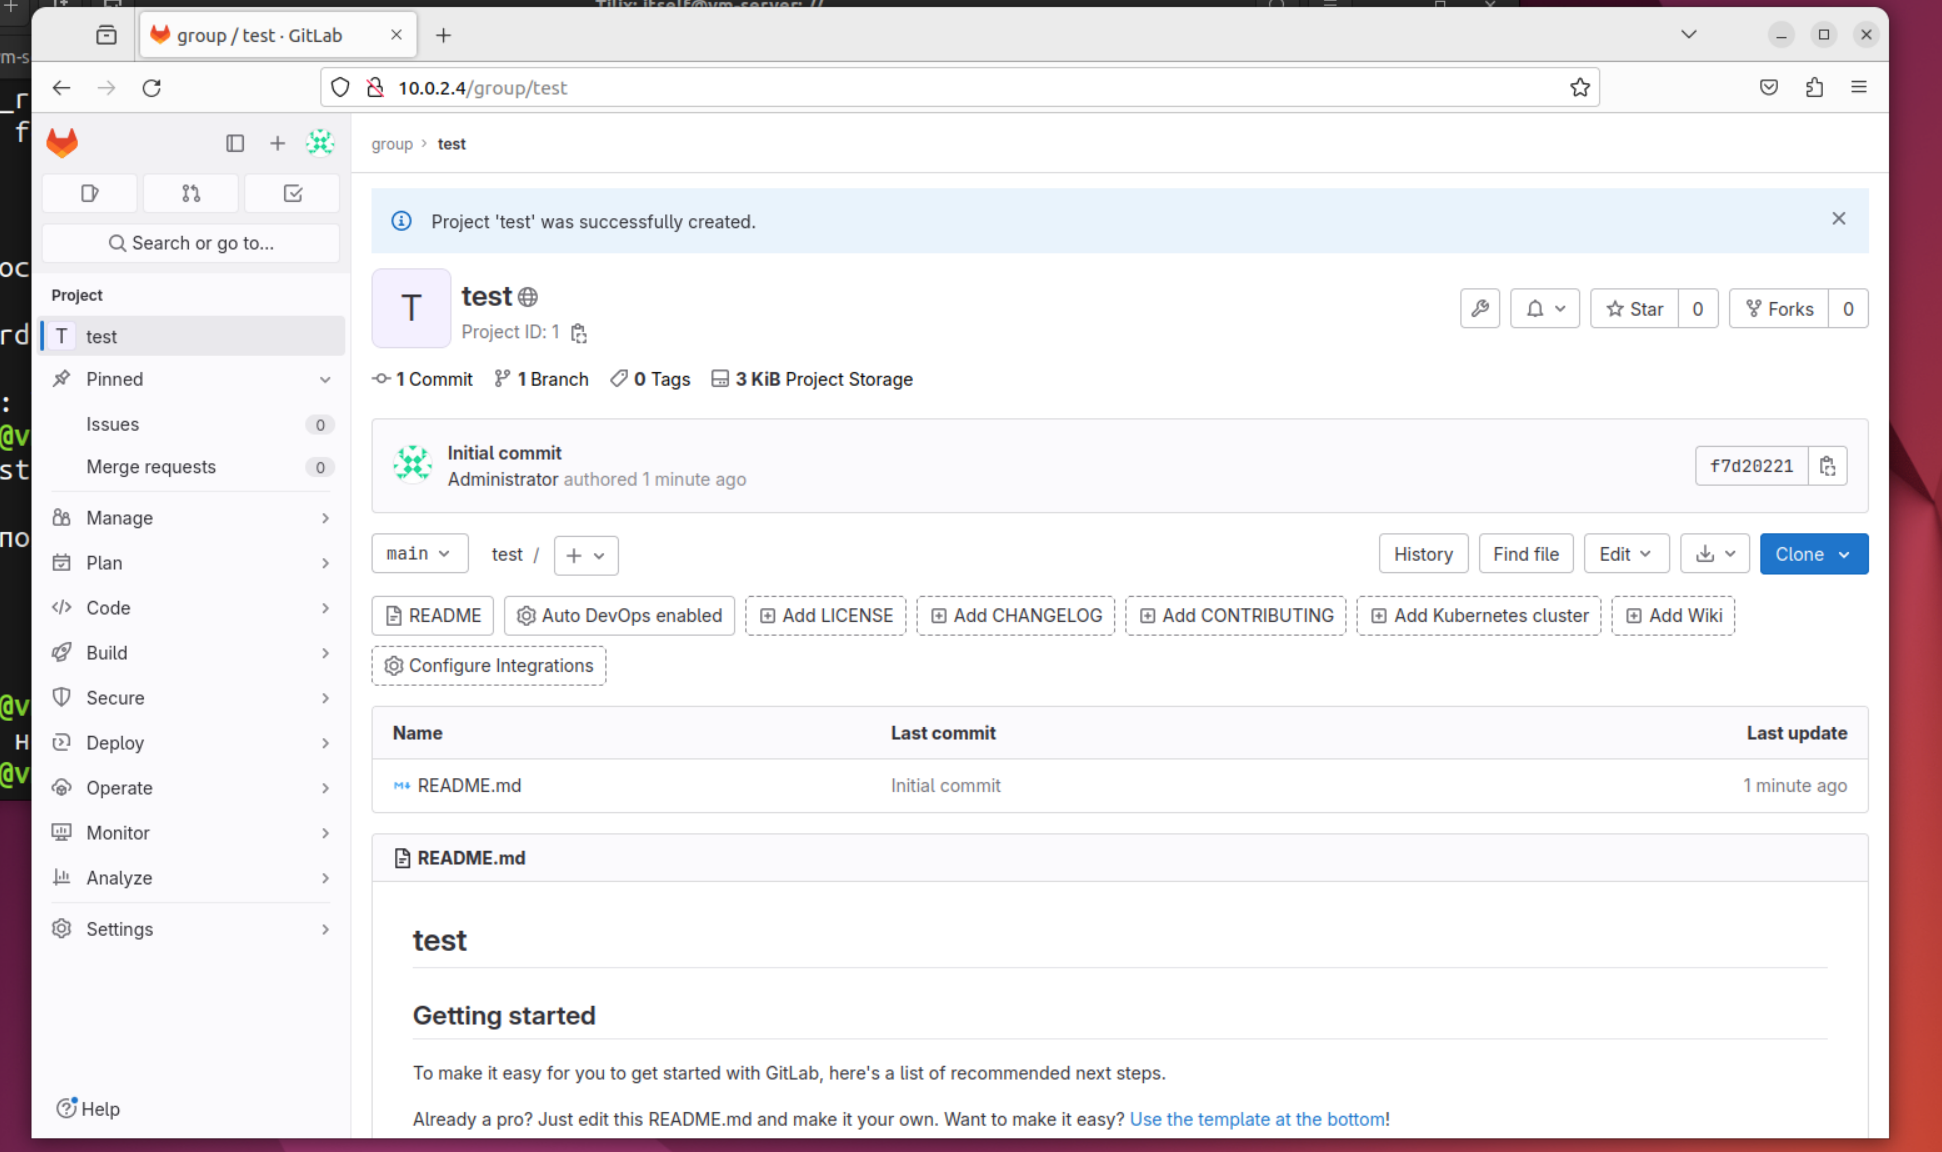 Tilix: itself@vm-server: //
group / test · GitLab
10.0.2.4/group/test
group › test
Search or go to...
Project 'test' was successfully created.
Project
T test
T
test
Project ID: 1
Star 0
Forks 0
Pinned
1 Commit 1 Branch 0 Tags 3 KiB Project Storage
Issues 0
Merge requests 0
Initial commit
Administrator authored 1 minute ago
f7d20221
Manage
Plan
Code
Build
Secure
Deploy
Operate
Monitor
Analyze
Settings
Help
main test / + History Find file Edit Clone
README Auto DevOps enabled Add LICENSE Add CHANGELOG Add CONTRIBUTING Add Kubernetes cluster Add Wiki
Configure Integrations
Name Last commit Last update
README.md Initial commit 1 minute ago
README.md
test
Getting started
To make it easy for you to get started with GitLab, here's a list of recommended next steps.
Already a pro? Just edit this README.md and make it your own. Want to make it easy? Use the template at the bottom!